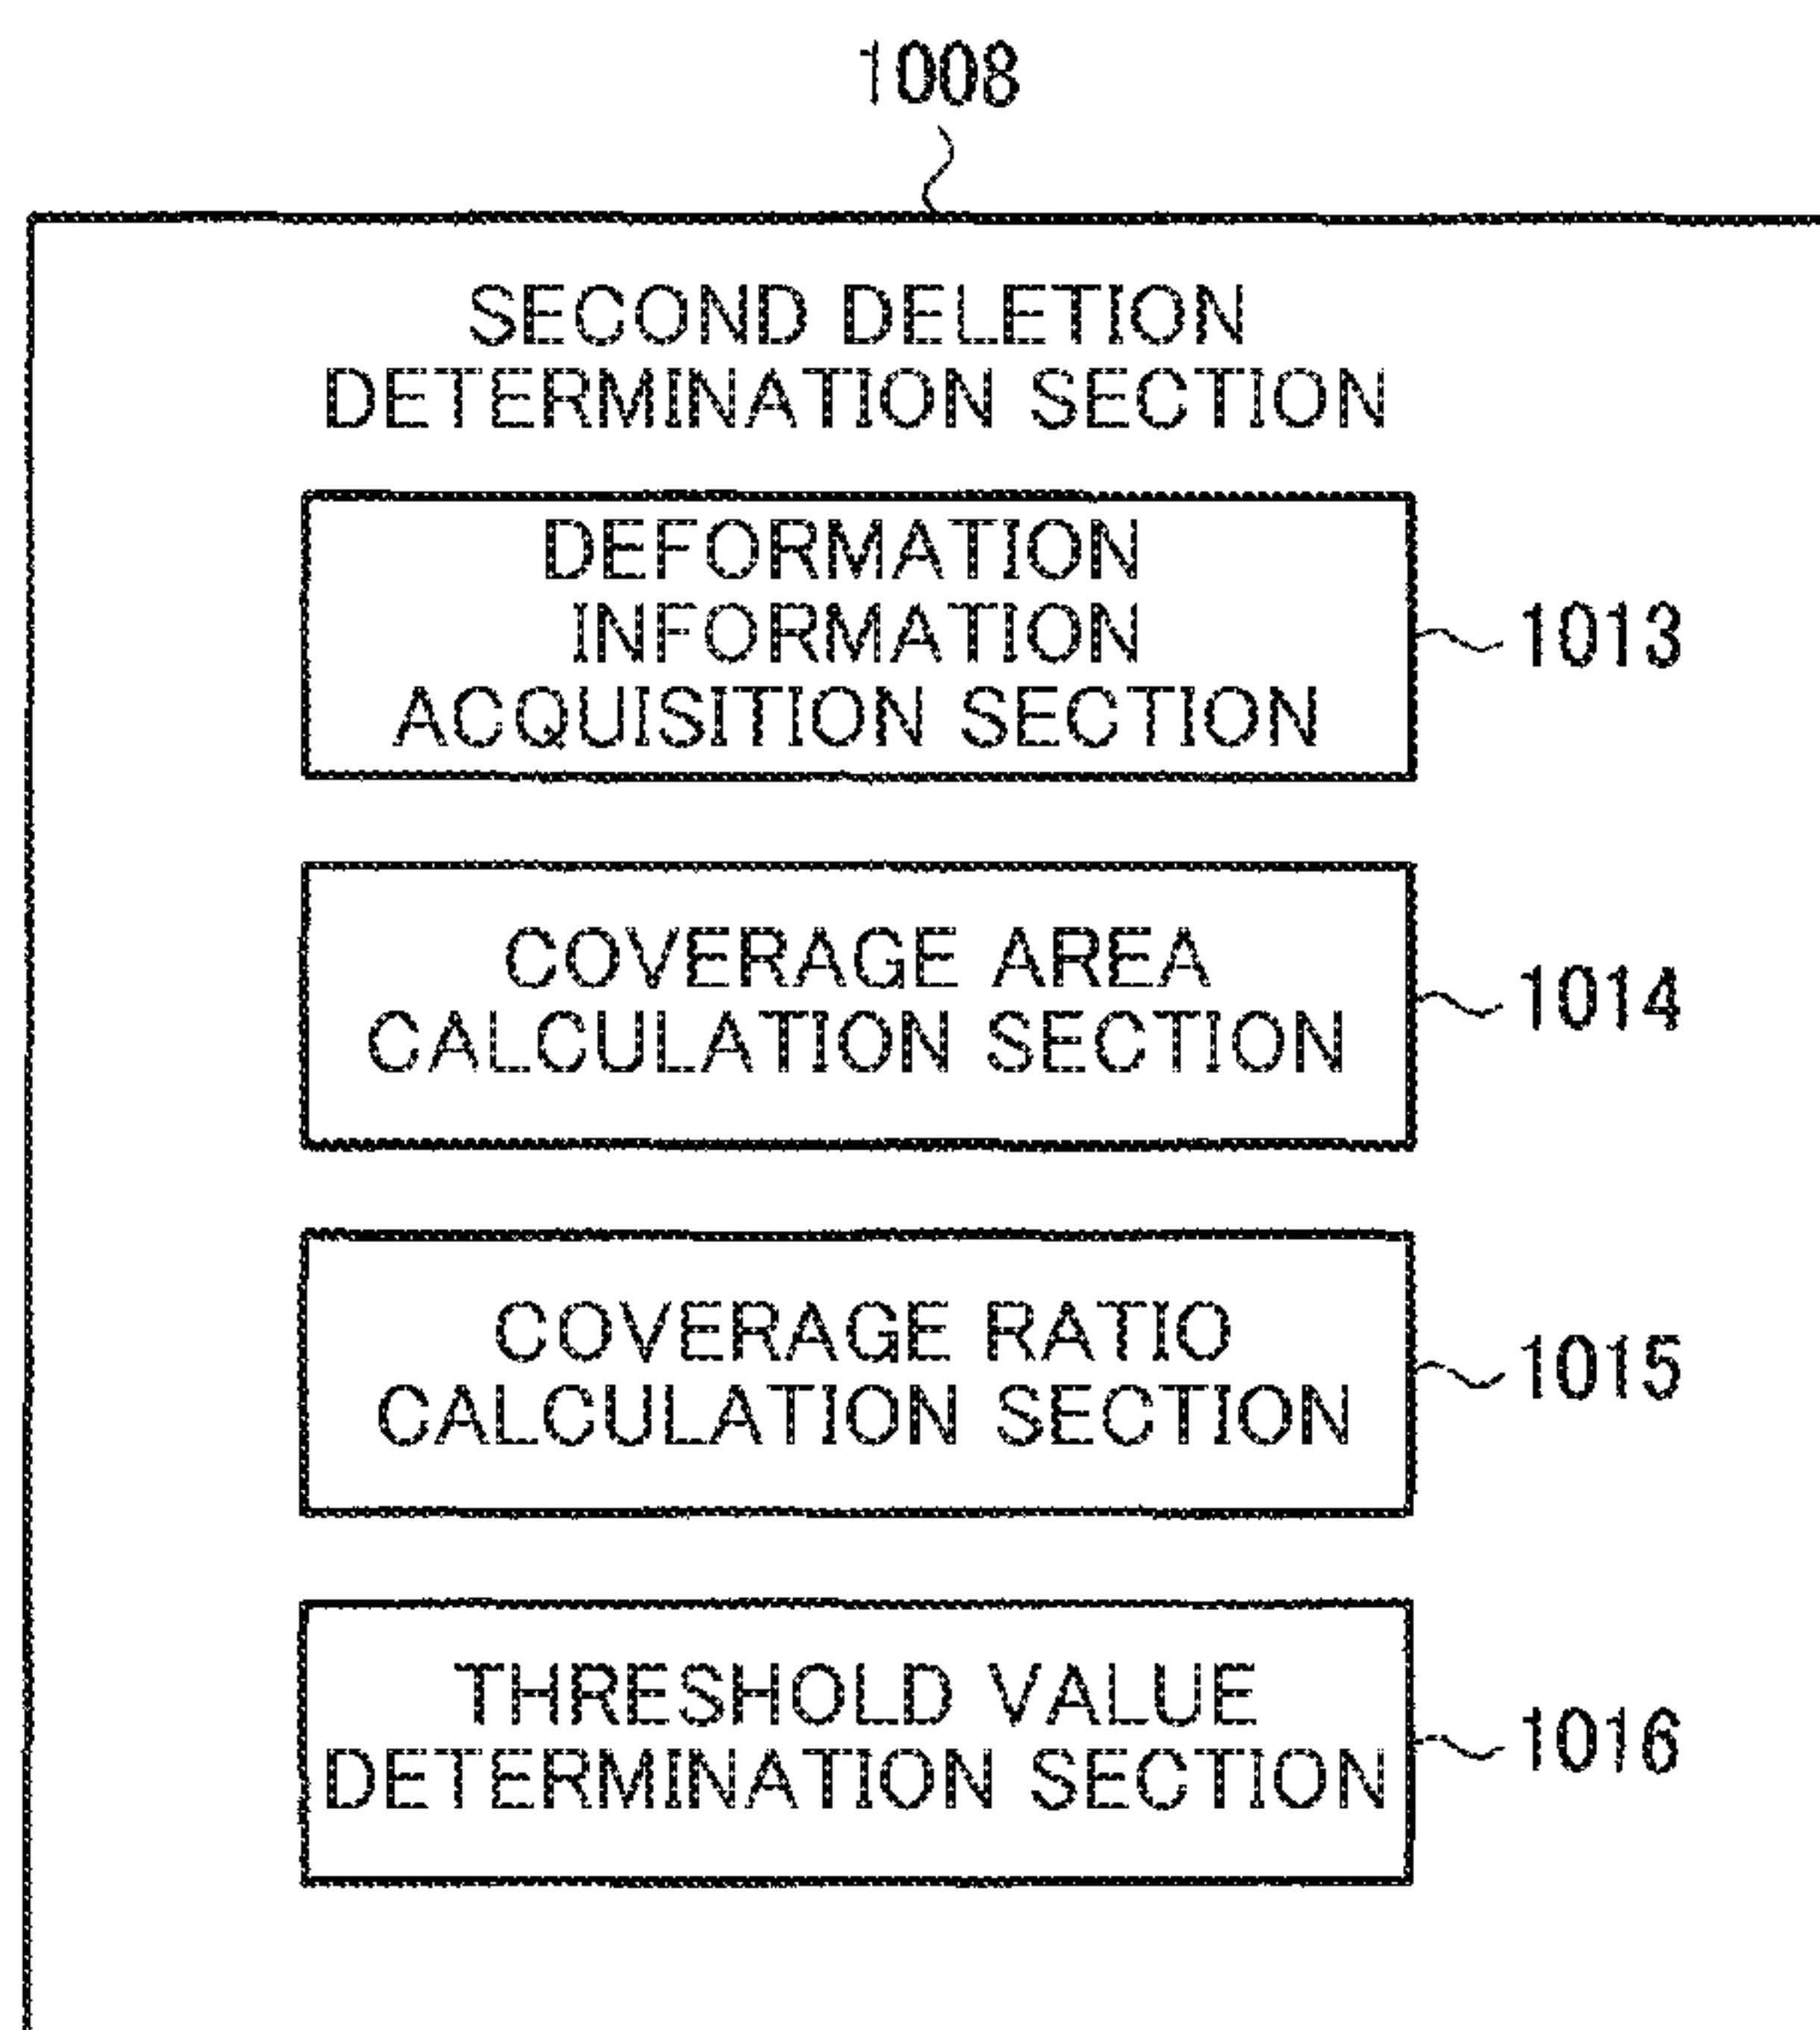 1008
SECOND DELETION
DETERMINATION SECTION
DEFORMATION
INFORMATION
ACQUISITION SECTION
1013
COVERAGE AREA
CALCULATION SECTION
1014
COVERAGE RATIO
CALCULATION SECTION
1015
THRESHOLD VALUE
DETERMINATION SECTION
1016